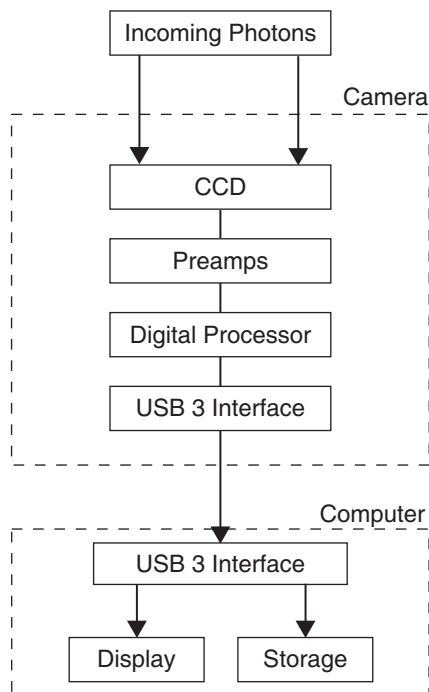 Incoming Photons
Camera
CCD
Preamps
Digital Processor
USB 3 Interface
Computer
USB 3 Interface
Display
Storage